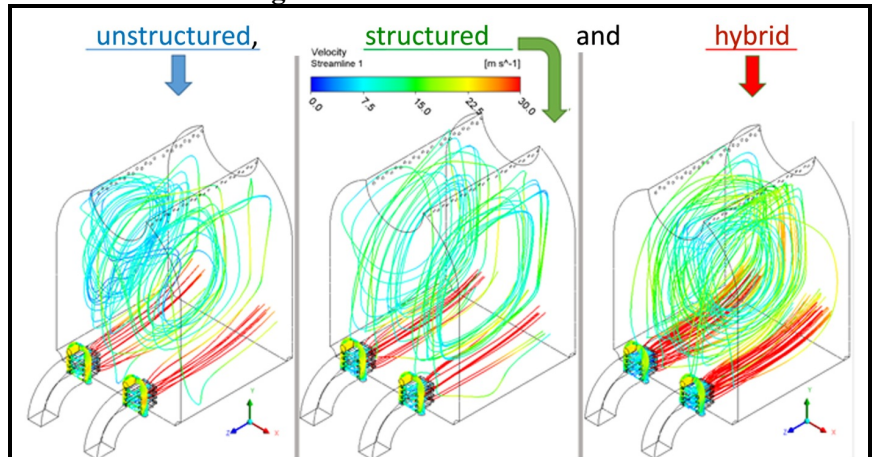 unstructured, structured and hybrid
Velocity
Streamline 1
[m s^-1]
0.0 7.5 15.0 22.5 30.0
Y
Z X
Y
Z X
Y
Z X